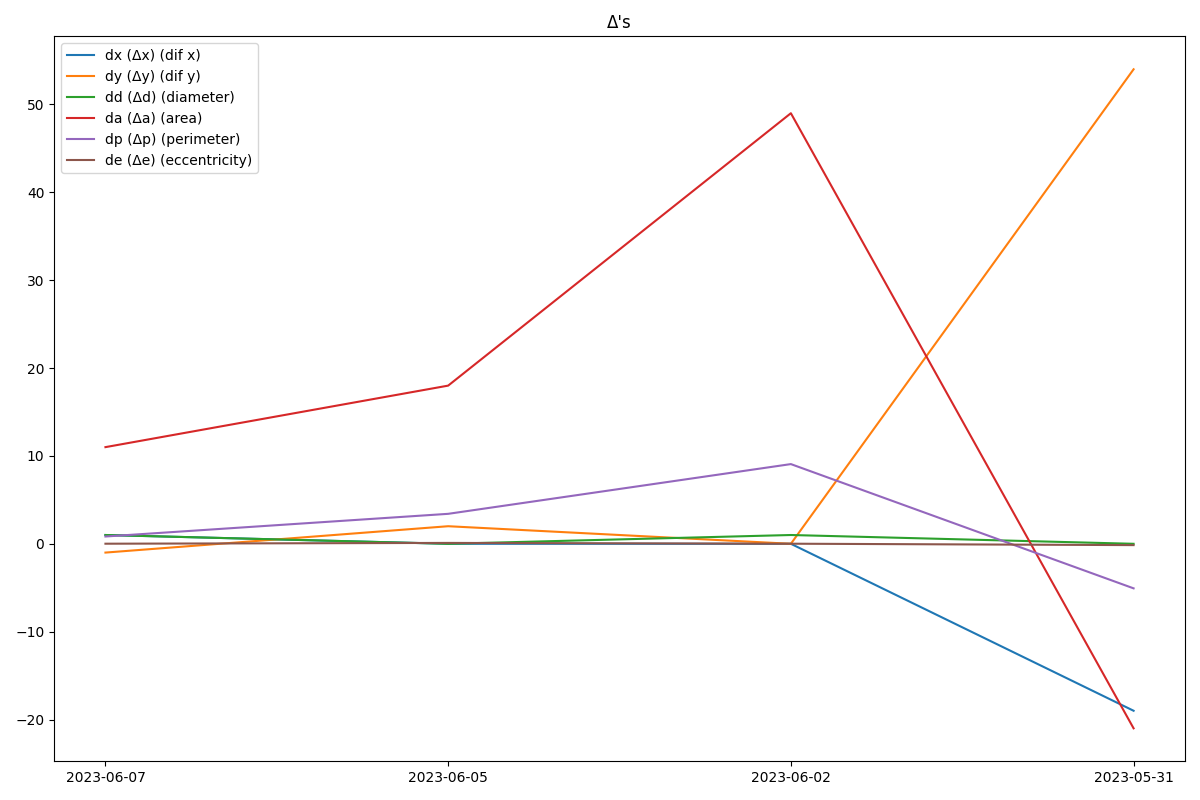 Δ's
dx (Δx) (dif x)
dy (Δy) (dif y)
dd (Δd) (diameter)
da (Δa) (area)
dp (Δp) (perimeter)
de (Δe) (eccentricity)
50
40
30
20
10
0
−10
−20
2023-06-07 2023-06-05 2023-06-02 2023-05-31